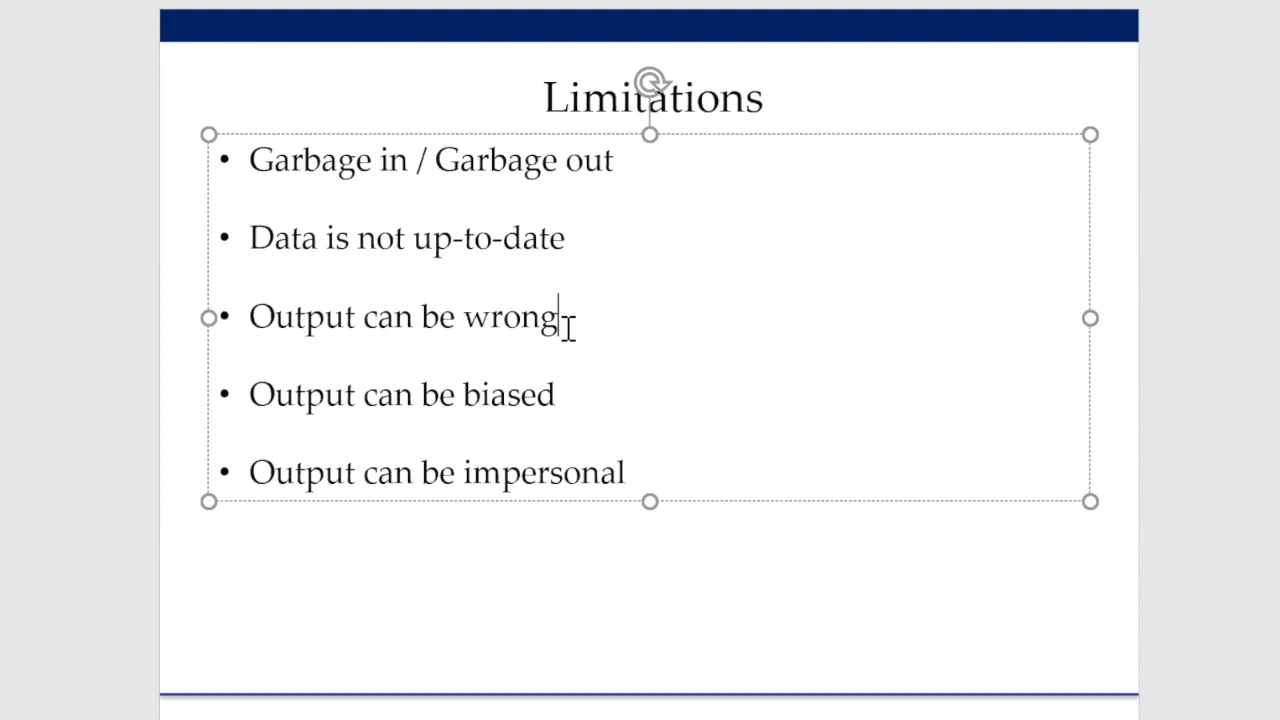 Limitations
• Garbage in / Garbage out
• Data is not up-to-date
• Output can be wrong
• Output can be biased
• Output can be impersonal